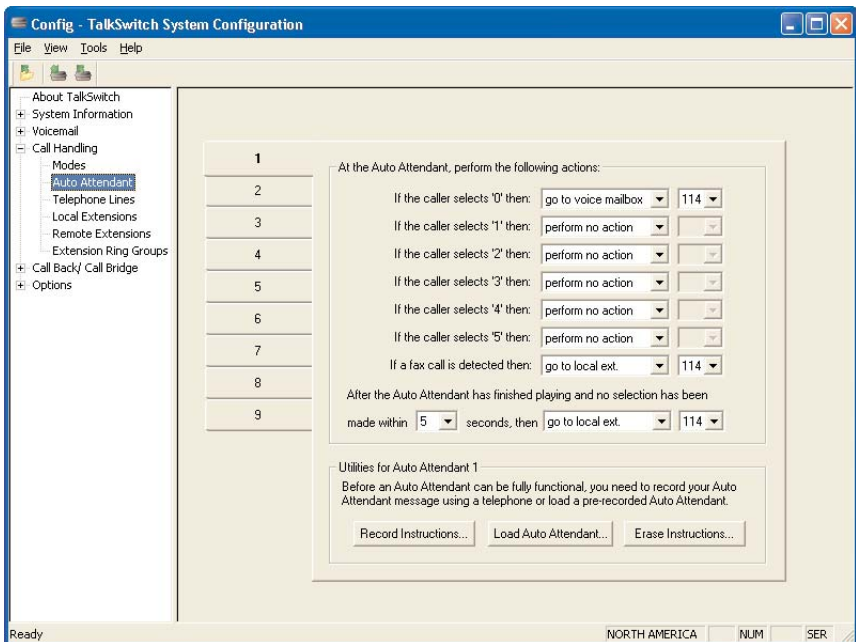 Config - TalkSwitch System Configuration
File View Tools Help
About TalkSwitch
System Information
Voicemail
Call Handling
Modes
Auto Attendant
Telephone Lines
Local Extensions
Remote Extensions
Extension Ring Groups
Call Back/ Call Bridge
Options
1
2
3
4
5
6
7
8
9
At the Auto Attendant, perform the following actions:
If the caller selects '0' then: go to voice mailbox 114
If the caller selects '1' then: perform no action
If the caller selects '2' then: perform no action
If the caller selects '3' then: perform no action
If the caller selects '4' then: perform no action
If the caller selects '5' then: perform no action
If a fax call is detected then: go to local ext. 114
After the Auto Attendant has finished playing and no selection has been
made within 5 seconds, then go to local ext. 114
Utilities for Auto Attendant 1
Before an Auto Attendant can be fully functional, you need to record your Auto
Attendant message using a telephone or load a pre-recorded Auto Attendant.
Record Instructions... Load Auto Attendant... Erase Instructions...
Ready NORTH AMERICA NUM SER